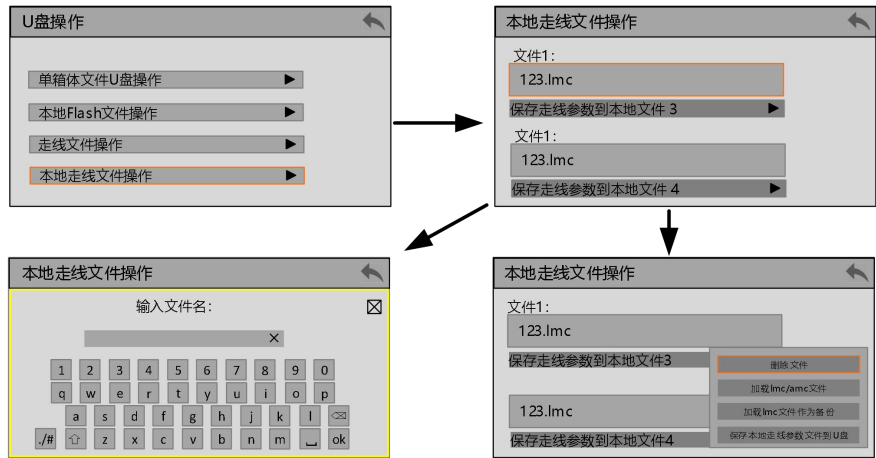 U盘操作
单箱体文件U盘操作
本地Flash文件操作
走线文件操作
本地走线文件操作
本地走线文件操作
文件1:
123.lmc
保存走线参数到本地文件 3
文件1:
123.lmc
保存走线参数到本地文件 4
本地走线文件操作
输入文件名:
×
1 2 3 4 5 6 7 8 9 0
q w e r t y u i o p
a s d f g h j k l
./# z x c v b n m ok
本地走线文件操作
文件1:
123.lmc
保存走线参数到本地文件3
123.lmc
保存走线参数到本地文件4
删除文件
加载lmc/amc文件
加载lmc文件作为备份
保存本地走线参数文件到U盘